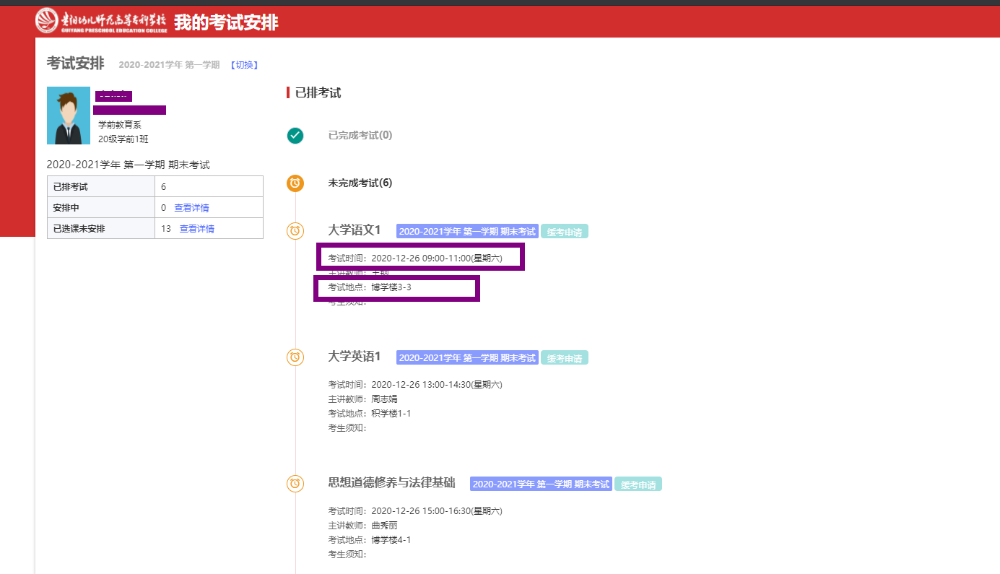 贵阳幼儿师范高等专科学校
GUIYANG PRESCHOOL EDUCATION COLLEGE
我的考试安排
考试安排 2020-2021学年 第一学期 【切换】
学前教育系
20级学前1班
2020-2021学年 第一学期 期末考试
已排考试 6
安排中 0 查看详情
已选课未安排 13 查看详情
已排考试
已完成考试(0)
未完成考试(6)
大学语文1 2020-2021学年 第一学期 期末考试 缓考申请
考试时间：2020-12-26 09:00-11:00(星期六)
主讲教师：
考试地点：博学楼3-3
考生须知：
大学英语1 2020-2021学年 第一学期 期末考试 缓考申请
考试时间：2020-12-26 13:00-14:30(星期六)
主讲教师：周志娟
考试地点：积学楼1-1
考生须知：
思想道德修养与法律基础 2020-2021学年 第一学期 期末考试 缓考申请
考试时间：2020-12-26 15:00-16:30(星期六)
主讲教师：曲秀丽
考试地点：博学楼4-1
考生须知：